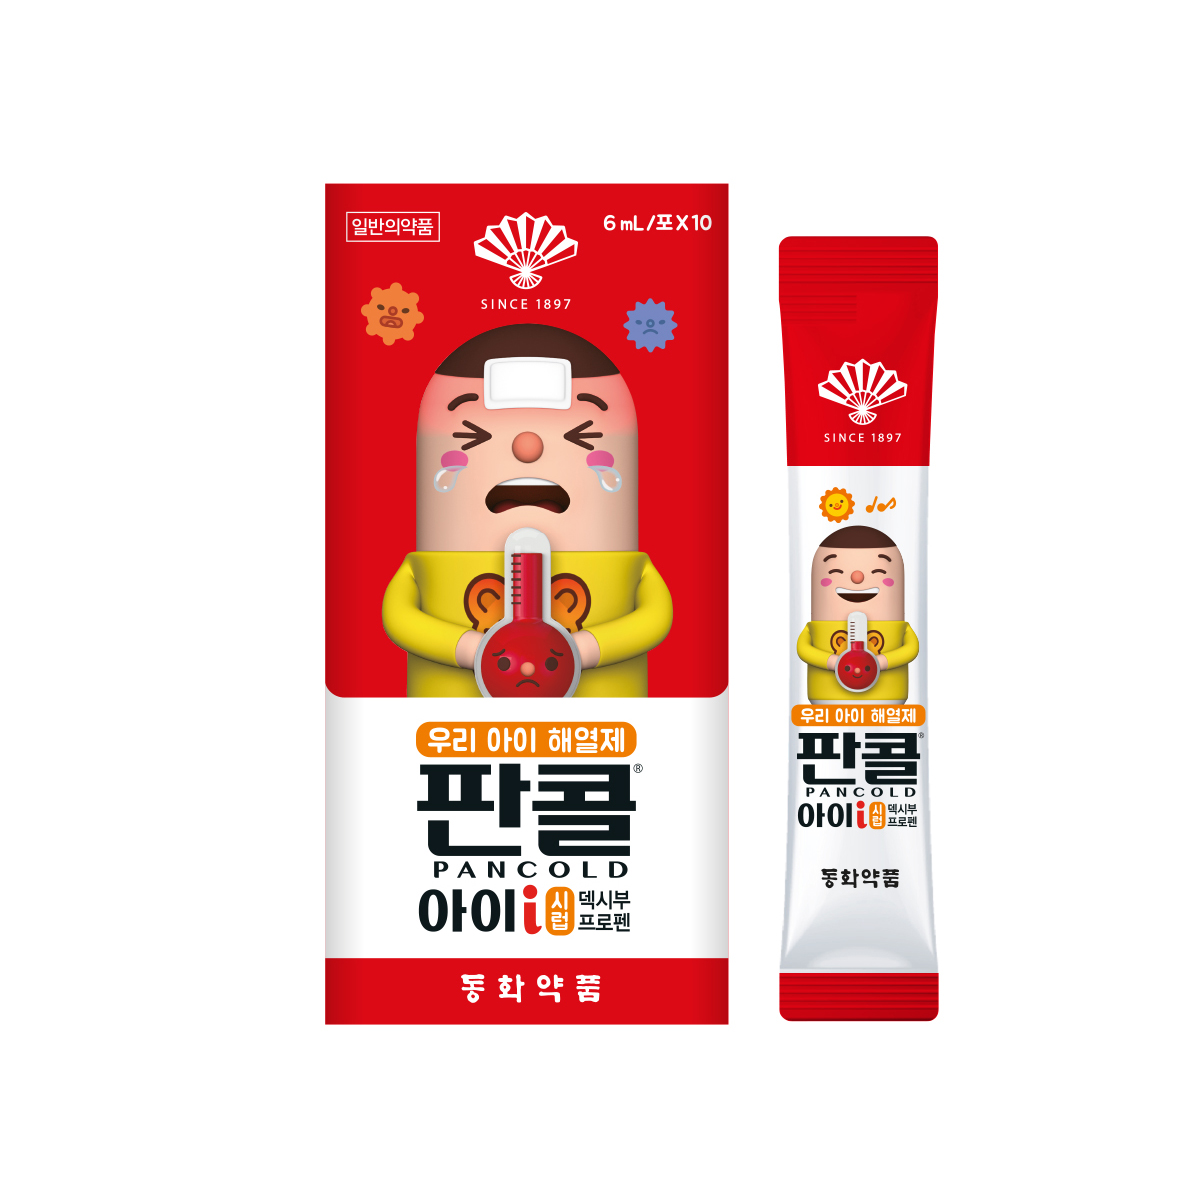 일반의약품
6 mL/포X10
SINCE 1897
우리 아이 해열제
판콜®
PANCOLD
아이i 시럽 덱시부프로펜
동화약품
SINCE 1897
우리 아이 해열제
판콜®
PANCOLD
아이i 시럽 덱시부프로펜
동화약품